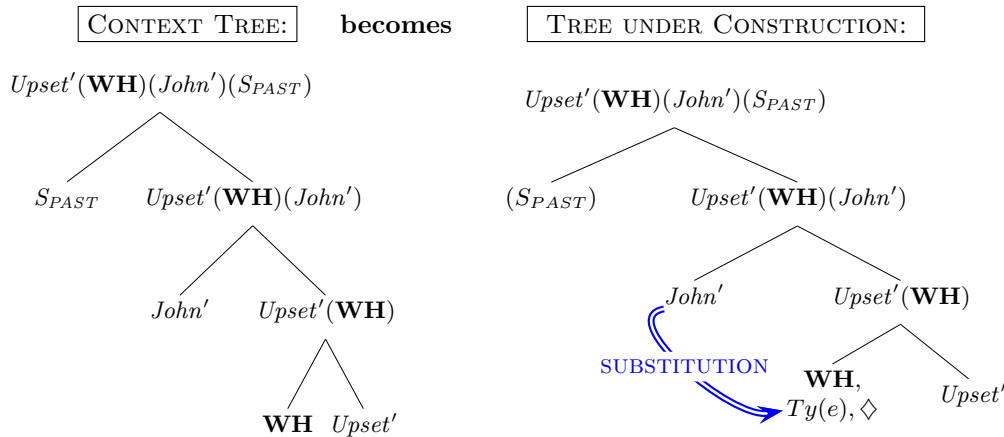 CONTEXT TREE: becomes TREE UNDER CONSTRUCTION:
Upset′(WH)(John′)(S_PAST) Upset′(WH)(John′)(S_PAST)
S_PAST Upset′(WH)(John′) (S_PAST) Upset′(WH)(John′)
John′ Upset′(WH) John′ Upset′(WH)
SUBSTITUTION
WH,
WH Upset′ Ty(e), ♢ Upset′